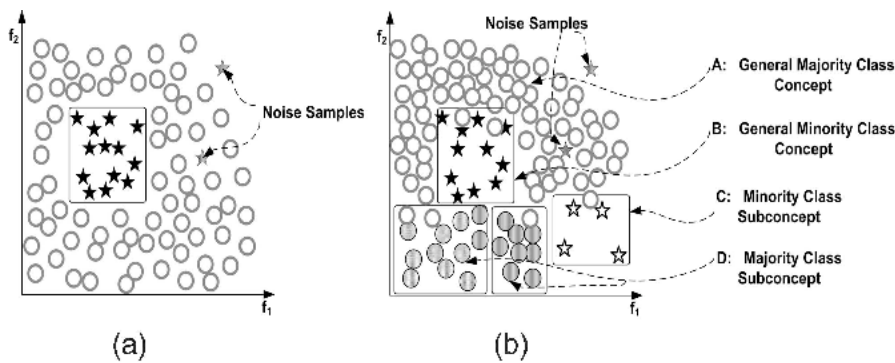 f2
Noise Samples
f1
(a)
f2
Noise Samples
A: General Majority Class
Concept
B: General Minority Class
Concept
C: Minority Class
Subconcept
D: Majority Class
Subconcept
f1
(b)